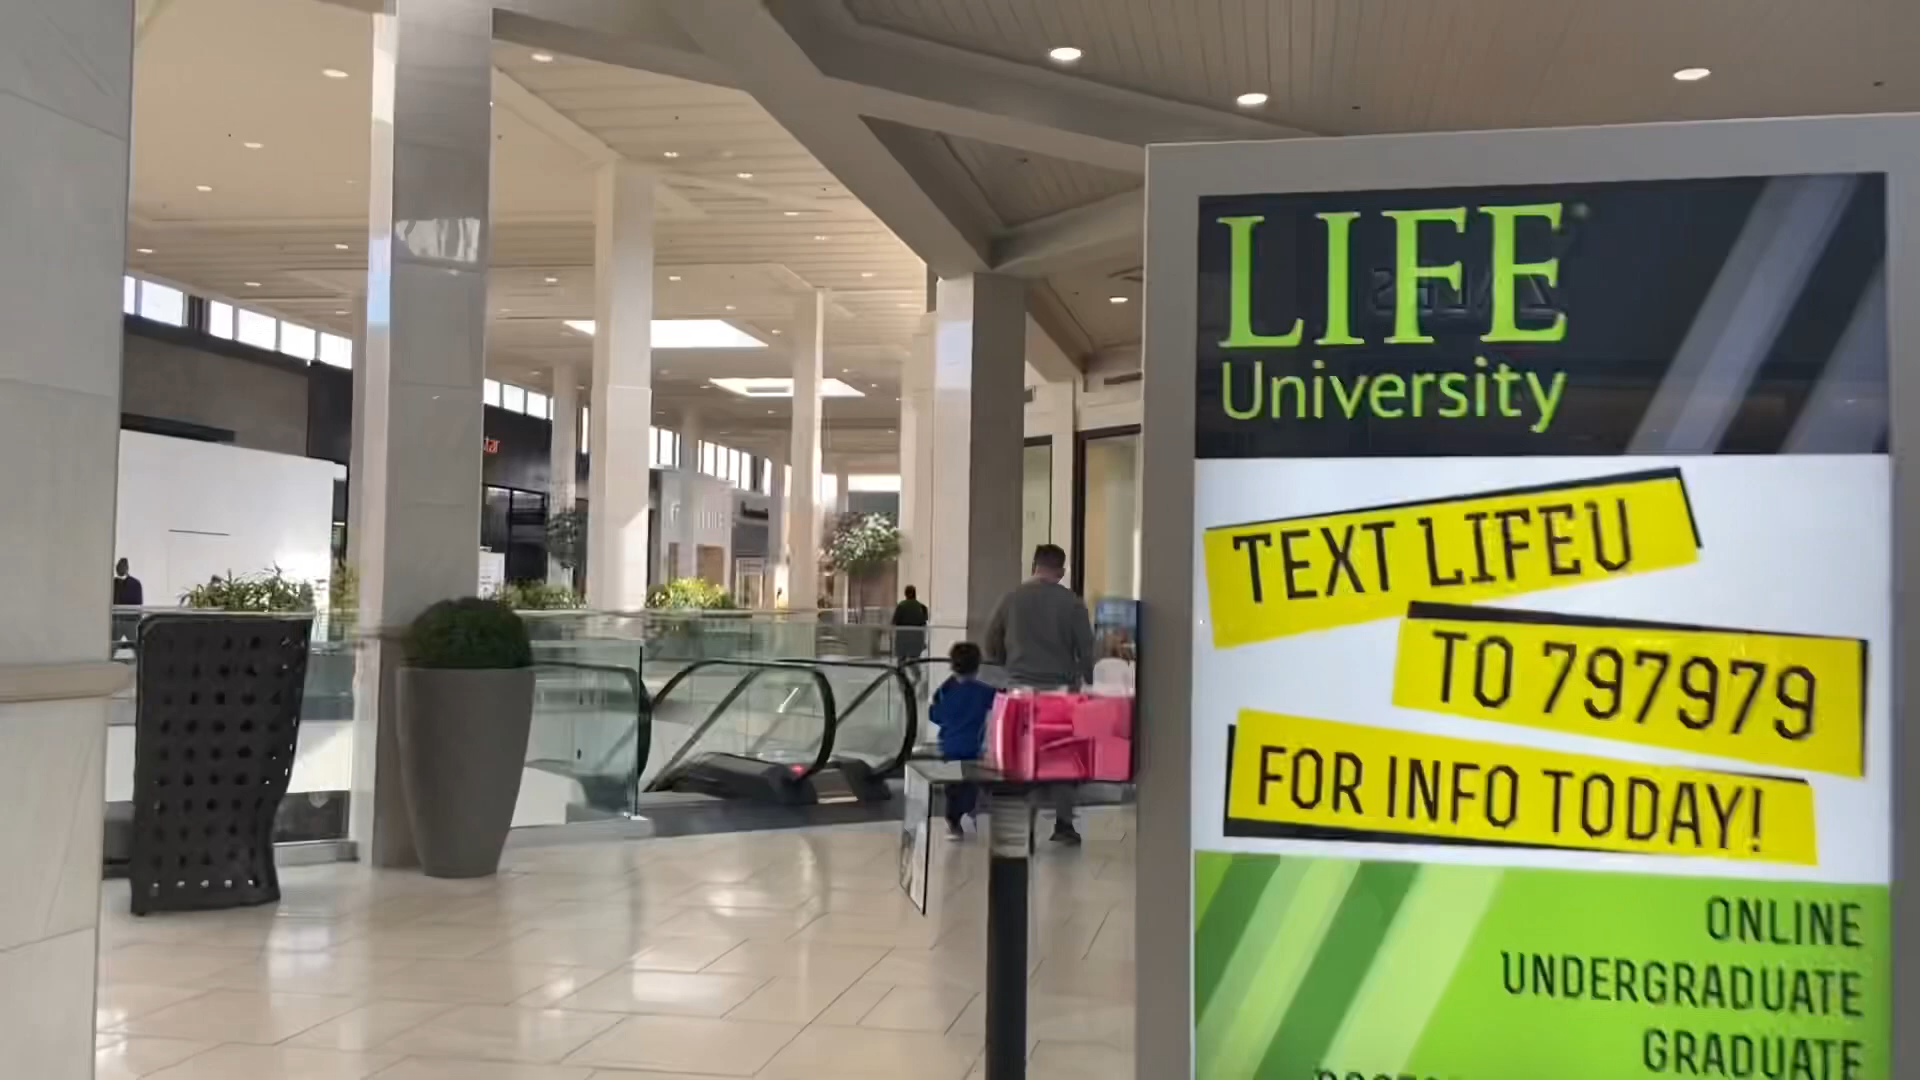 LIFE
University
TEXT LIFEU
TO 797979
FOR INFO TODAY!
ONLINE
UNDERGRADUATE
GRADUATE